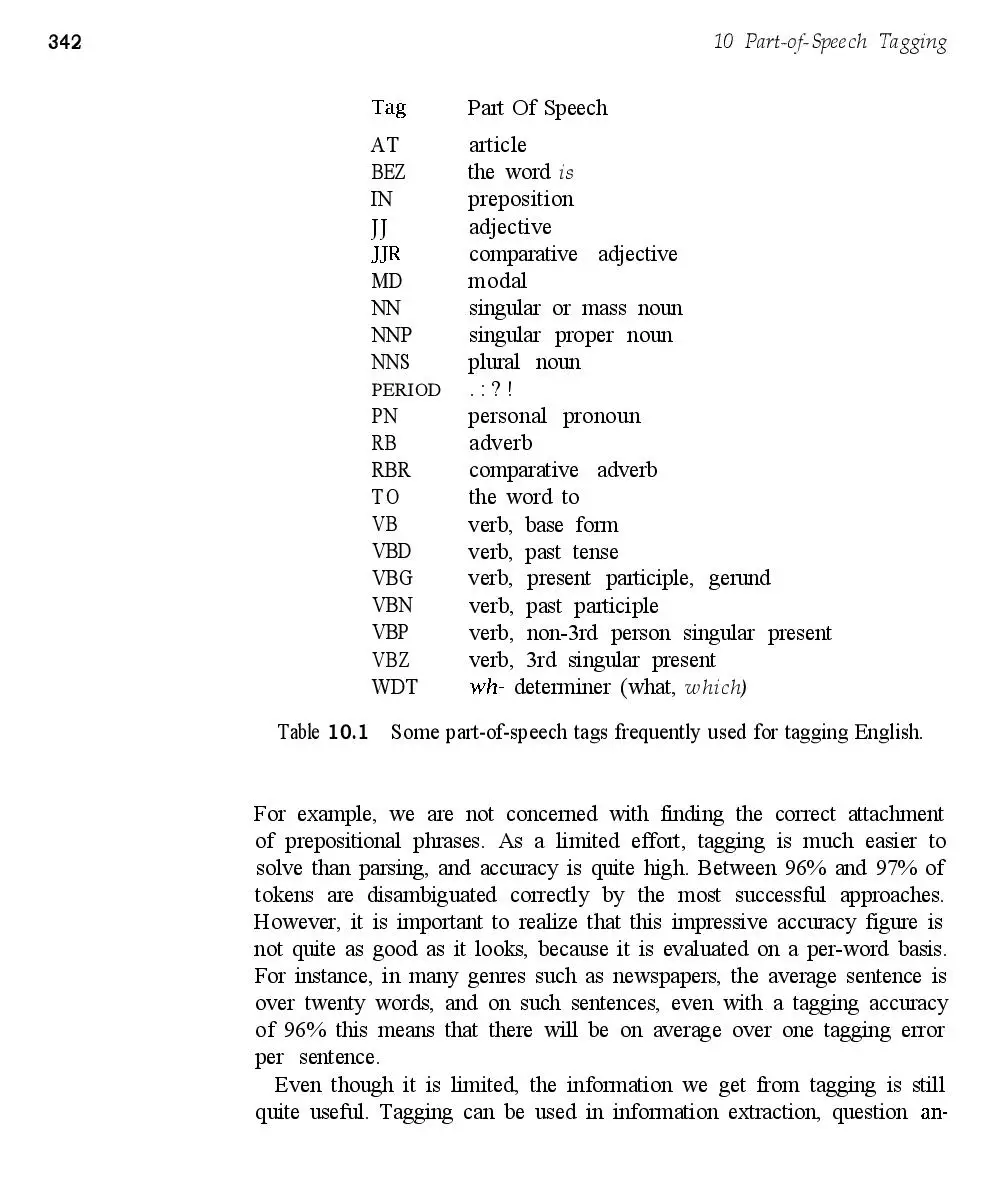 342 10 Part-of-Speech Tagging
Tag Part Of Speech
AT article
BEZ the word is
IN preposition
JJ adjective
JJR comparative adjective
MD modal
NN singular or mass noun
NNP singular proper noun
NNS plural noun
PERIOD . : ? !
PN personal pronoun
RB adverb
RBR comparative adverb
TO the word to
VB verb, base form
VBD verb, past tense
VBG verb, present participle, gerund
VBN verb, past participle
VBP verb, non-3rd person singular present
VBZ verb, 3rd singular present
WDT wh- determiner (what, which)
Table 10.1 Some part-of-speech tags frequently used for tagging English.
For example, we are not concerned with finding the correct attachment
of prepositional phrases. As a limited effort, tagging is much easier to
solve than parsing, and accuracy is quite high. Between 96% and 97% of
tokens are disambiguated correctly by the most successful approaches.
However, it is important to realize that this impressive accuracy figure is
not quite as good as it looks, because it is evaluated on a per-word basis.
For instance, in many genres such as newspapers, the average sentence is
over twenty words, and on such sentences, even with a tagging accuracy
of 96% this means that there will be on average over one tagging error
per sentence.
Even though it is limited, the information we get from tagging is still
quite useful. Tagging can be used in information extraction, question an-